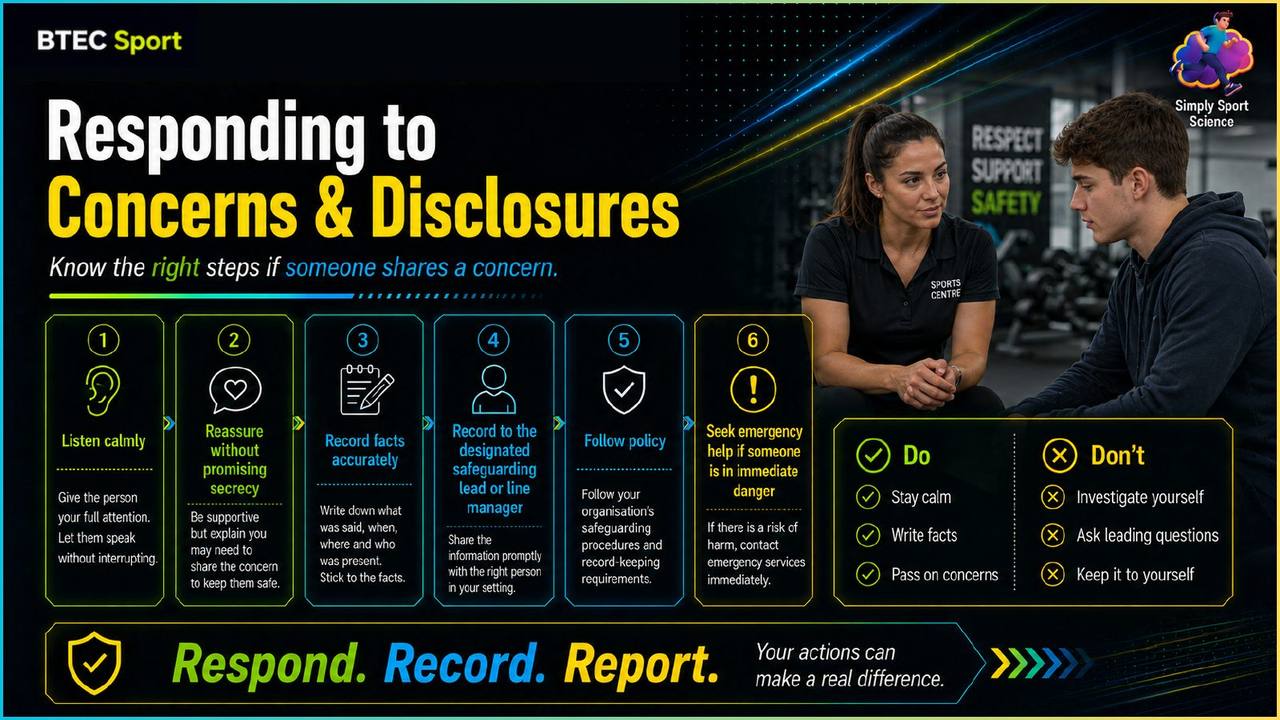 BTEC Sport
Simply Sport
Science
Responding to
Concerns & Disclosures
Know the right steps if someone shares a concern.
RESPECT
SUPPORT
SAFETY
SPORTS
CENTRE
1
Listen calmly
Give the person
your full attention.
Let them speak
without interrupting.
2
Reassure
without
promising
secrecy
Be supportive
but explain you
may need to
share the concern
to keep them safe.
3
Record facts
accurately
Write down what
was said, when,
where and who
was present.
Stick to the facts.
4
Record to the
designated
safeguarding
lead or line
manager
Share the
information promptly
with the right person
in your setting.
5
Follow policy
Follow your
organisation's
safeguarding
procedures and
record-keeping
requirements.
6
Seek emergency
help if someone
is in immediate
danger
If there is a risk of
harm, contact
emergency services
immediately.
Do
Stay calm
Write facts
Pass on concerns
Don't
Investigate yourself
Ask leading questions
Keep it to yourself
Respond. Record. Report.
Your actions can
make a real difference.